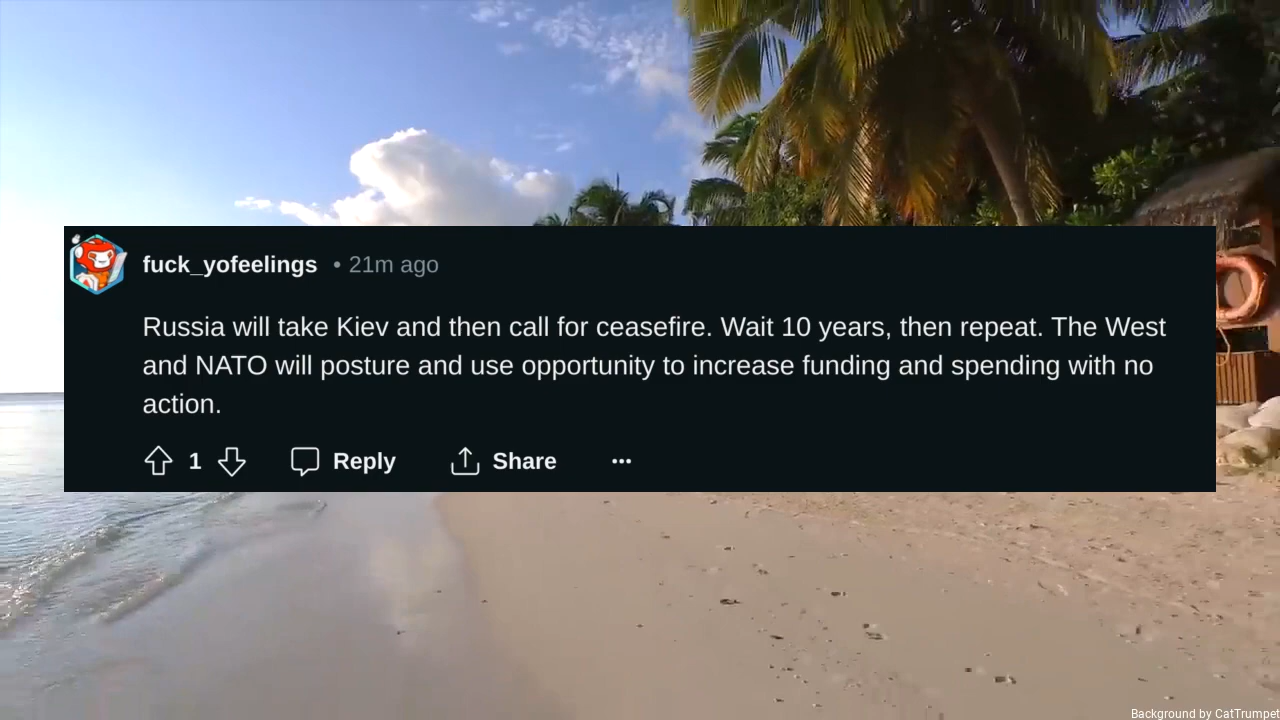 fuck_yofeelings • 21m ago
Russia will take Kiev and then call for ceasefire. Wait 10 years, then repeat. The West
and NATO will posture and use opportunity to increase funding and spending with no
action.
1 Reply Share ...
Background by CatTrumpet